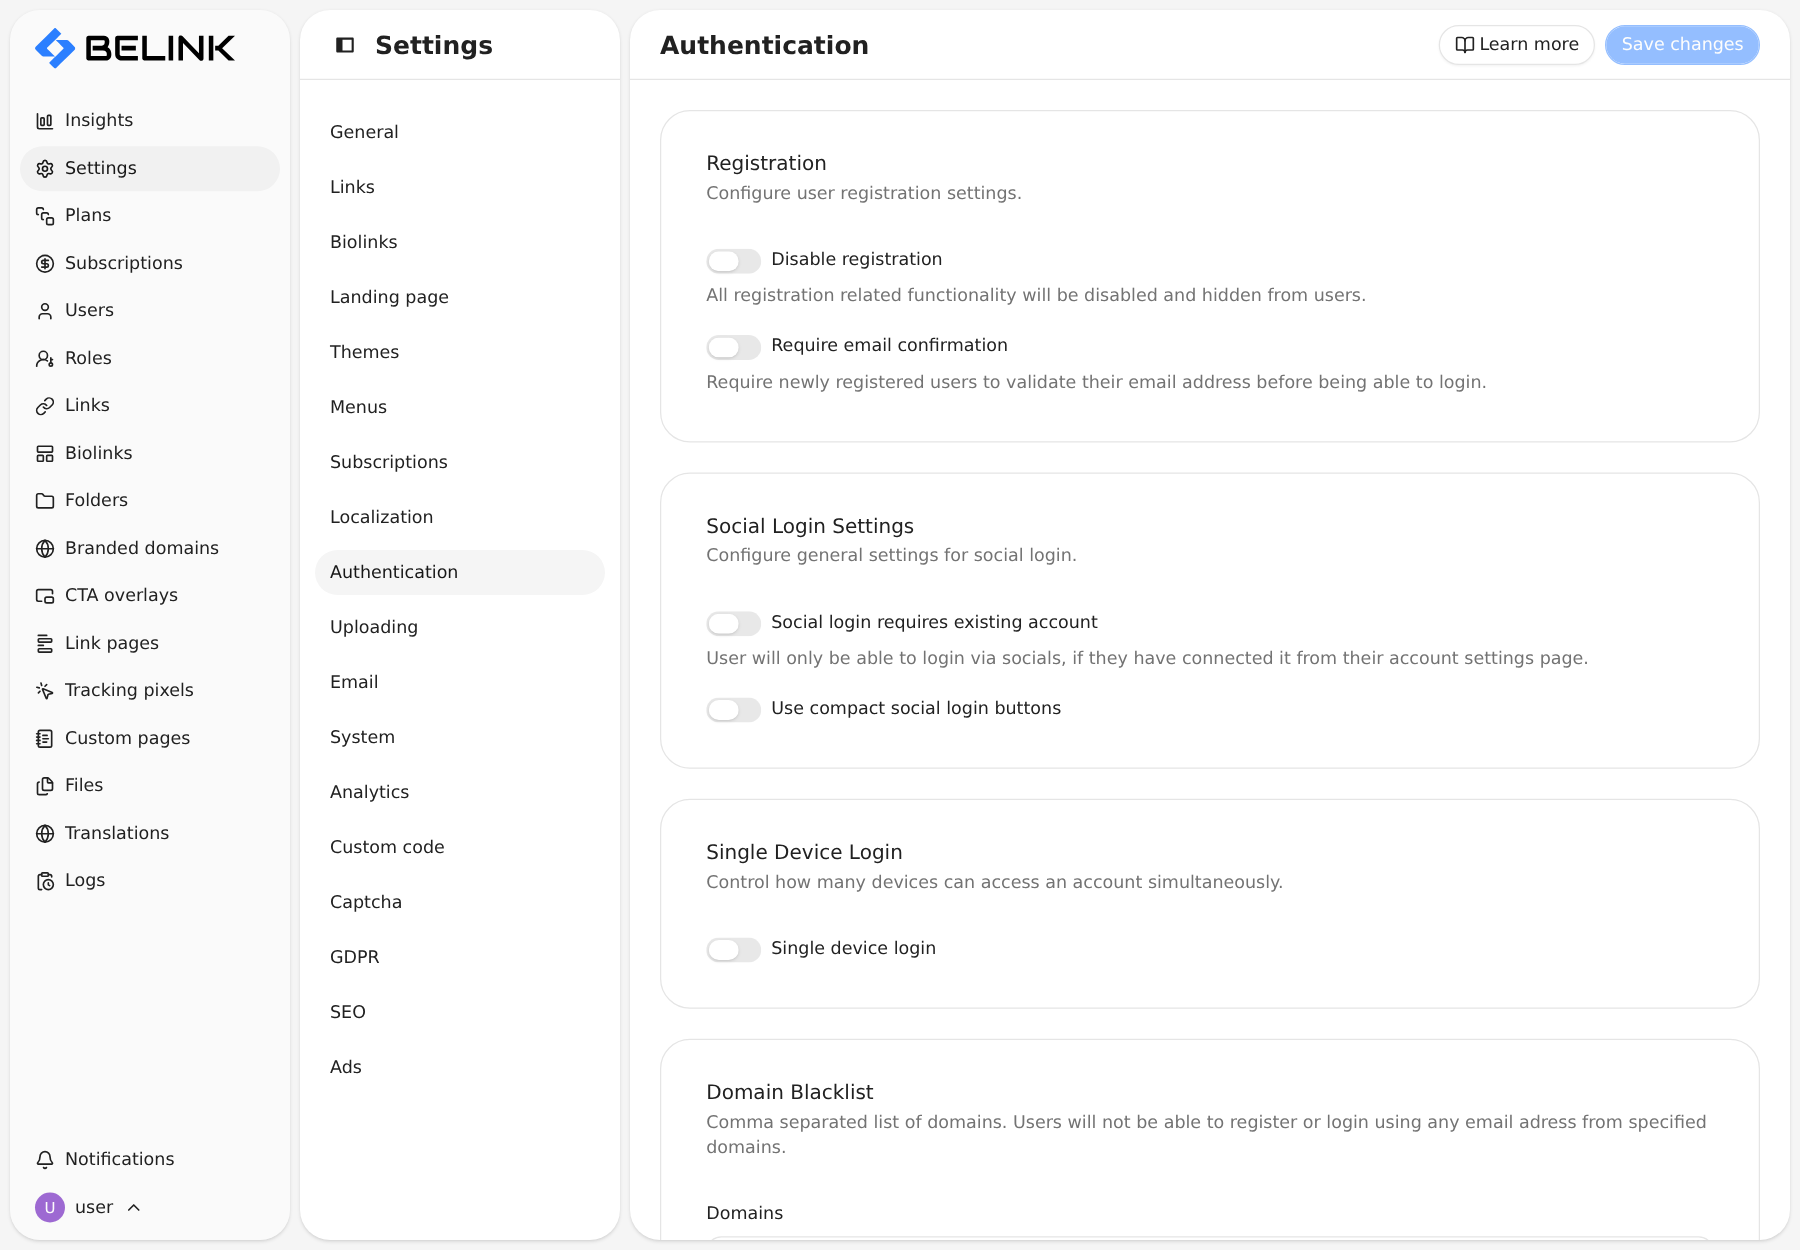 BELINK
Insights
Settings
Plans
Subscriptions
Users
Roles
Links
Biolinks
Folders
Branded domains
CTA overlays
Link pages
Tracking pixels
Custom pages
Files
Translations
Logs
Notifications
U user
Settings
General
Links
Biolinks
Landing page
Themes
Menus
Subscriptions
Localization
Authentication
Uploading
Email
System
Analytics
Custom code
Captcha
GDPR
SEO
Ads
Authentication
Learn more
Save changes
Registration
Configure user registration settings.
Disable registration
All registration related functionality will be disabled and hidden from users.
Require email confirmation
Require newly registered users to validate their email address before being able to login.
Social Login Settings
Configure general settings for social login.
Social login requires existing account
User will only be able to login via socials, if they have connected it from their account settings page.
Use compact social login buttons
Single Device Login
Control how many devices can access an account simultaneously.
Single device login
Domain Blacklist
Comma separated list of domains. Users will not be able to register or login using any email adress from specified
domains.
Domains